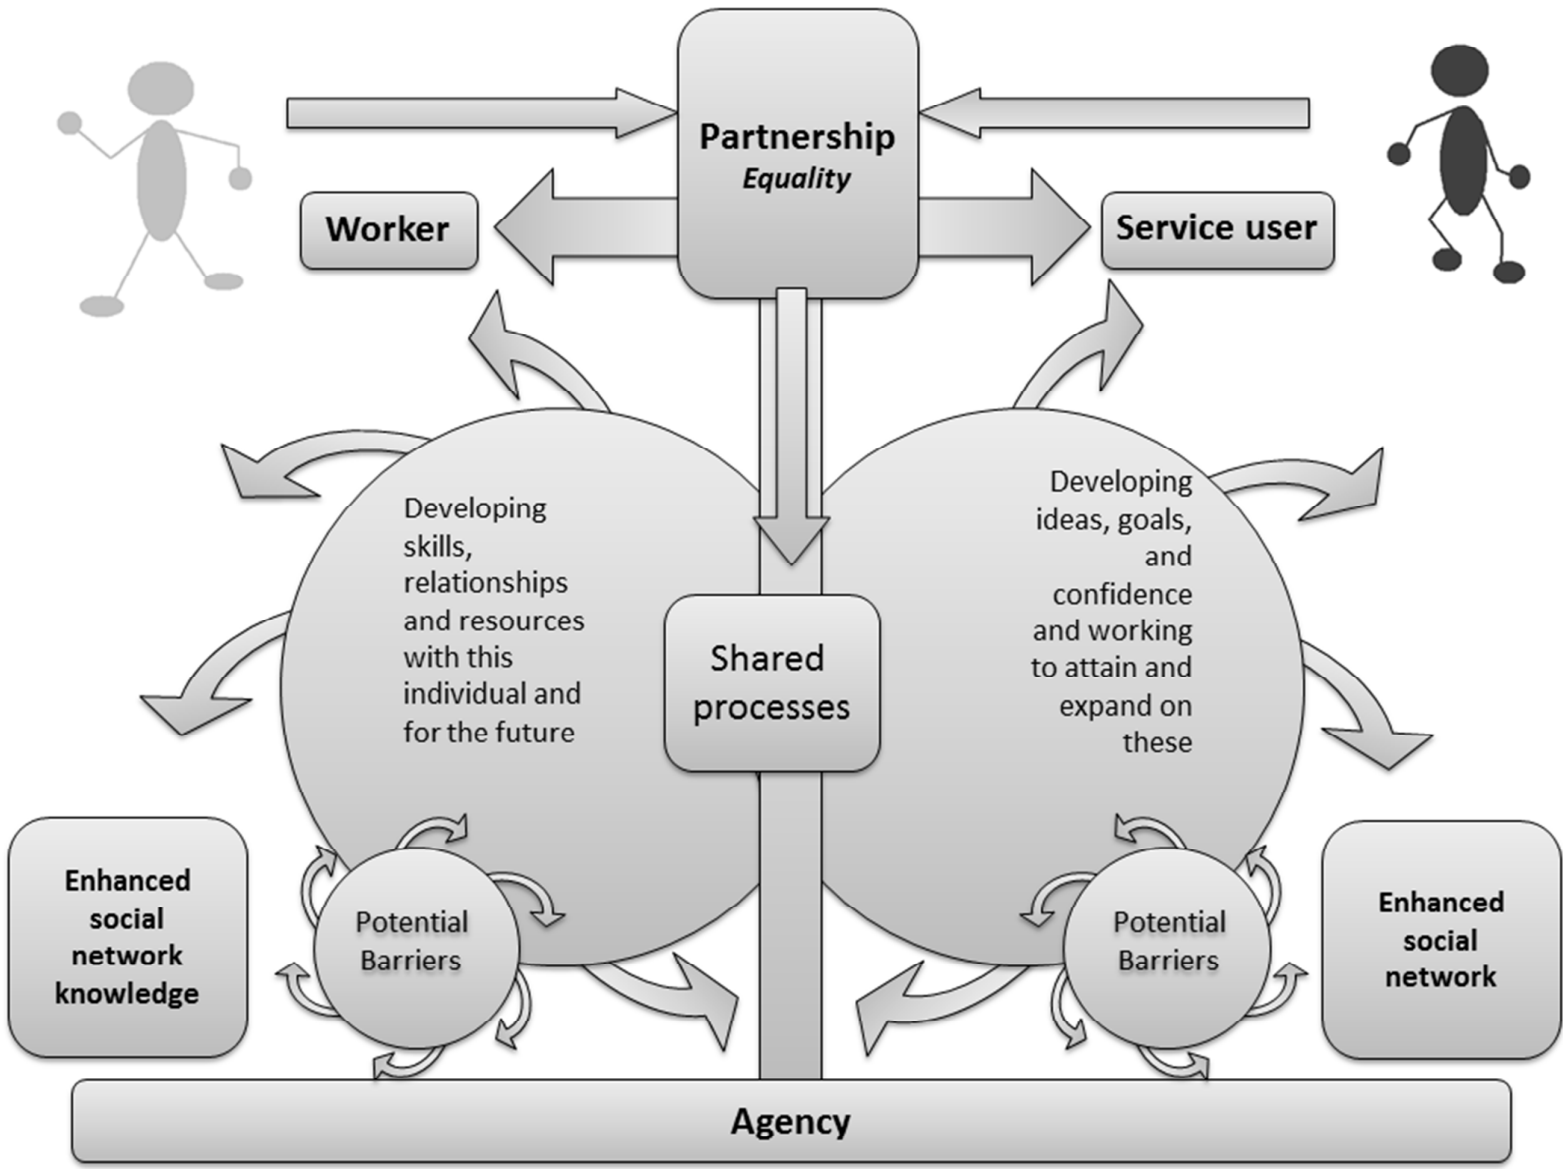 Partnership
Equality
Worker
Service user
Developing
skills,
relationships
and resources
with this
individual and
for the future
Shared
processes
Developing
ideas, goals,
and
confidence
and working
to attain and
expand on
these
Enhanced
social
network
knowledge
Potential
Barriers
Potential
Barriers
Enhanced
social
network
Agency